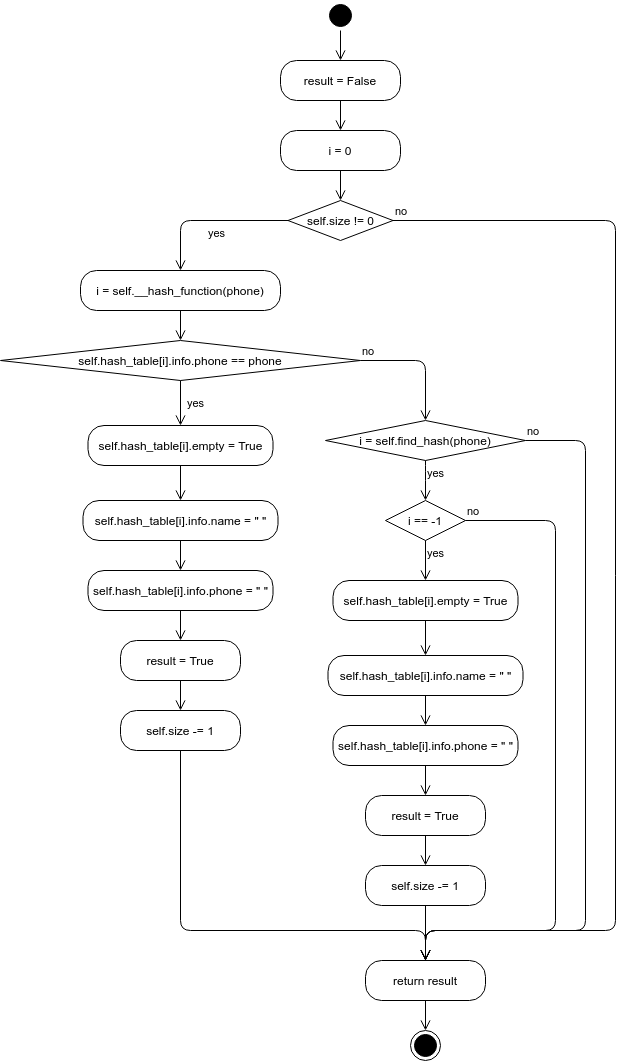 result = False
i = 0
self.size != 0
no
yes
i = self.__hash_function(phone)
self.hash_table[i].info.phone == phone
no
yes
self.hash_table[i].empty = True
self.hash_table[i].info.name = " "
self.hash_table[i].info.phone = " "
result = True
self.size -= 1
i = self.find_hash(phone)
no
yes
i == -1
no
yes
self.hash_table[i].empty = True
self.hash_table[i].info.name = " "
self.hash_table[i].info.phone = " "
result = True
self.size -= 1
return result